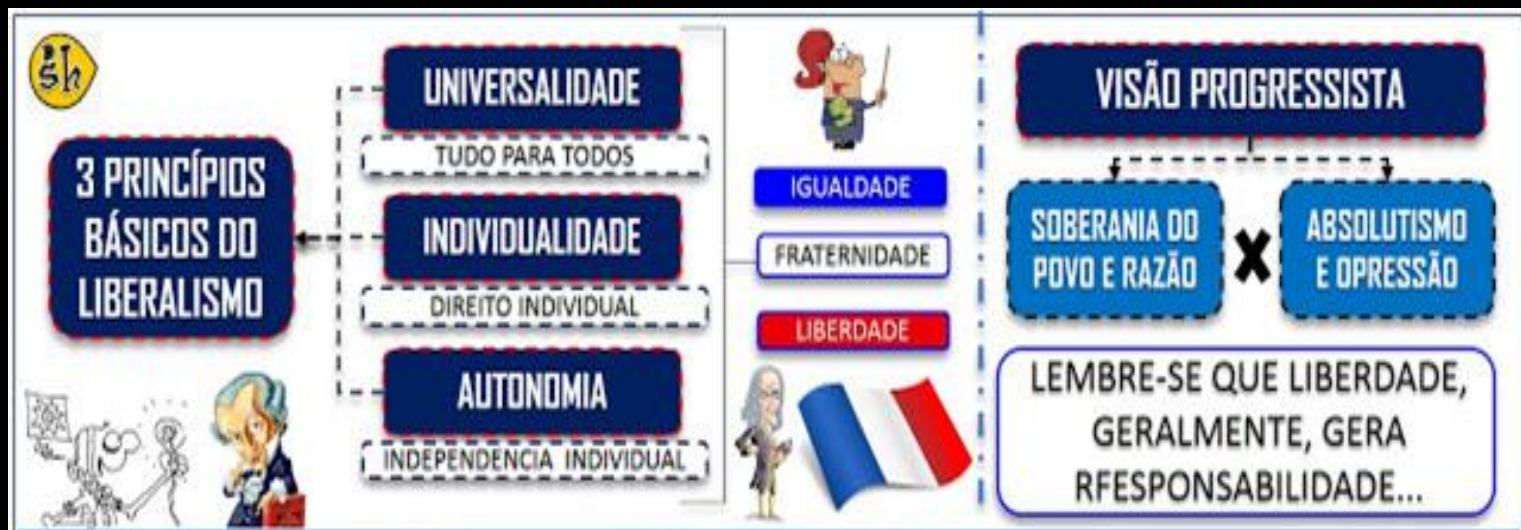 sh
3 PRINCÍPIOS
BÁSICOS DO
LIBERALISMO
UNIVERSALIDADE
TUDO PARA TODOS
INDIVIDUALIDADE
DIREITO INDIVIDUAL
AUTONOMIA
INDEPENDENCIA INDIVIDUAL
IGUALDADE
FRATERNIDADE
LIBERDADE
VISÃO PROGRESSISTA
SOBERANIA DO
POVO E RAZÃO
X
ABSOLUTISMO
E OPRESSÃO
LEMBRE-SE QUE LIBERDADE,
GERALMENTE, GERA
RFESPONSABILIDADE...